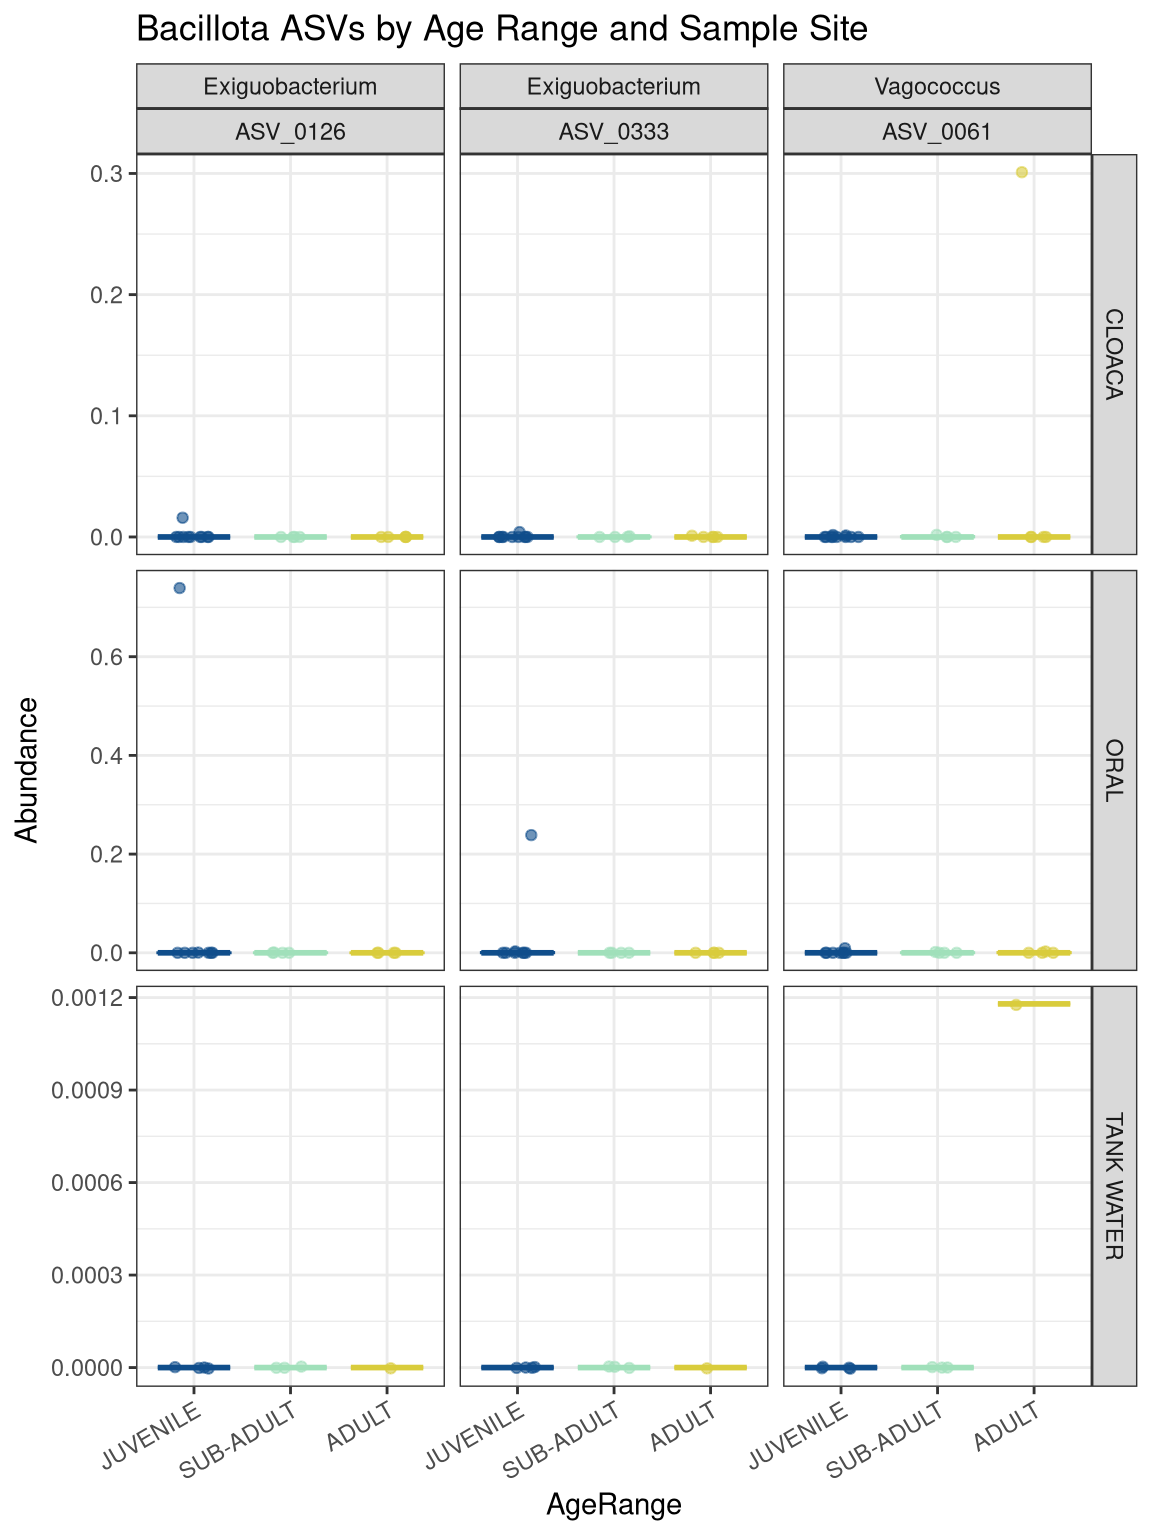 Bacillota ASVs by Age Range and Sample Site
Exiguobacterium
Exiguobacterium
Vagococcus
ASV_0126
ASV_0333
ASV_0061
0.3
0.2
0.1
0.0
CLOACA
0.6
0.4
0.2
0.0
ORAL
Abundance
0.0012
0.0009
0.0006
0.0003
0.0000
TANK WATER
JUVENILE
SUB-ADULT
ADULT
JUVENILE
SUB-ADULT
ADULT
JUVENILE
SUB-ADULT
ADULT
AgeRange